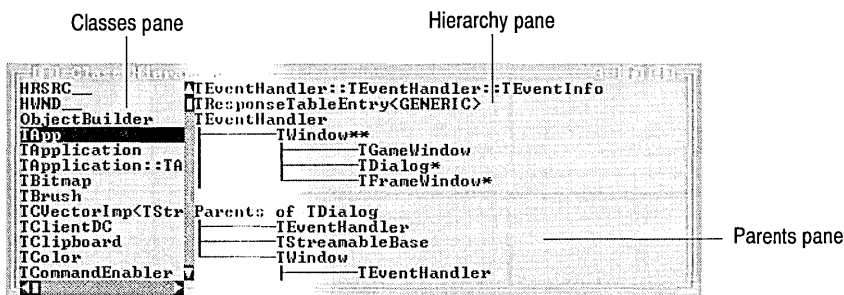 Classes pane
Hierarchy pane
HRSRC__
HWND__
ObjectBuilder
TApp
TApplication
TApplication::TA
TBitmap
TBrush
TCVectorImp<TStr
TClientDC
TClipboard
TColor
TCommandEnabler
TEventHandler::TEventHandler::TEventInfo
TResponseTableEntry<GENERIC>
TEventHandler
TWindow**
TGameWindow
TDialog*
TFrameWindow*
Parents of TDialog
TEventHandler
TStreamableBase
TWindow
TEventHandler
Parents pane